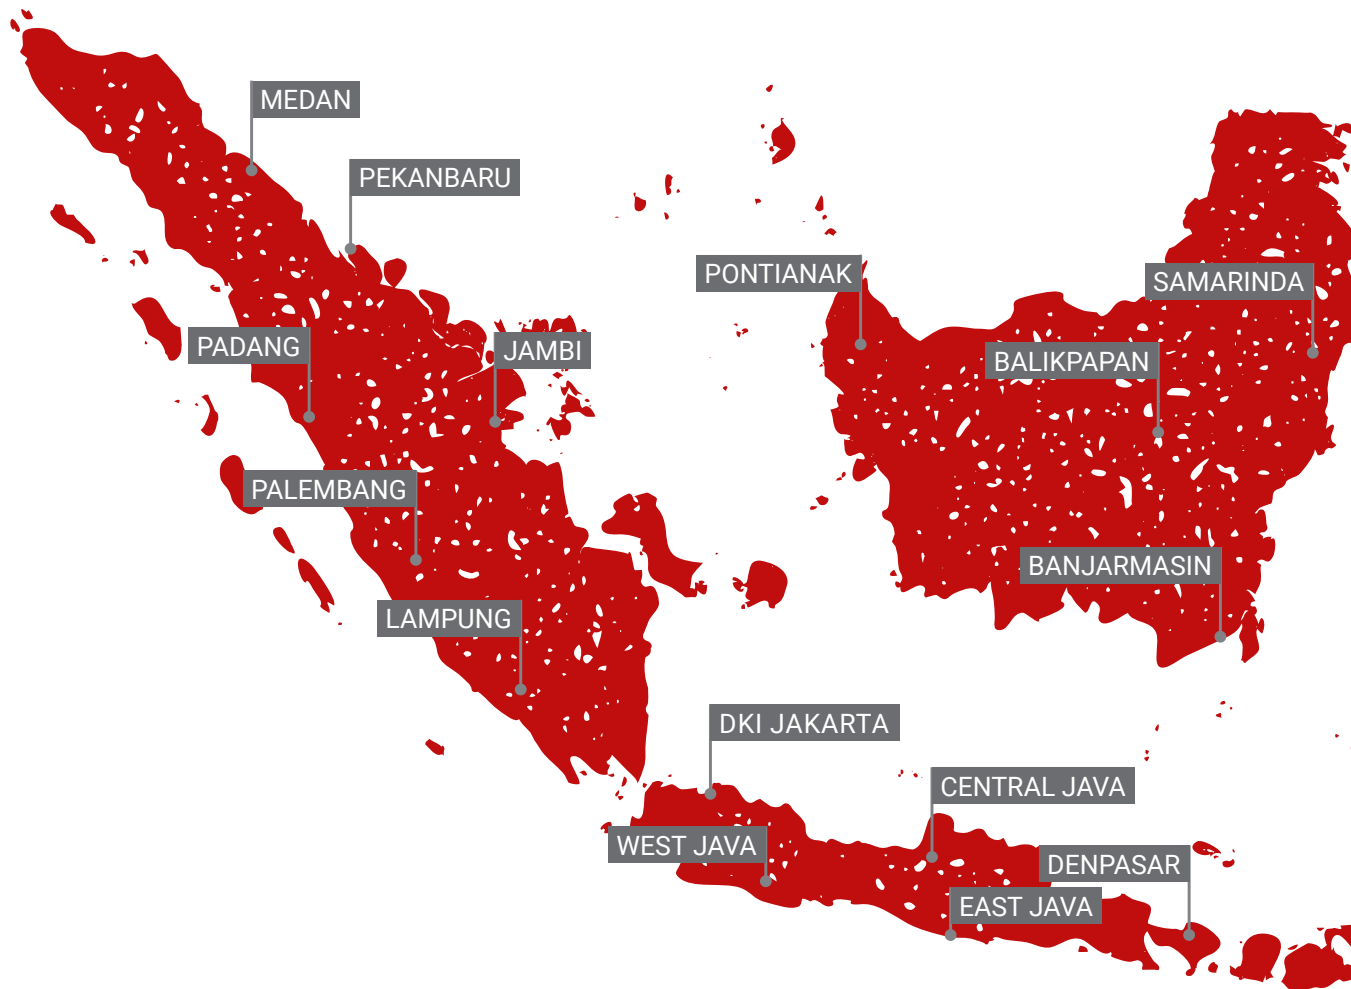 MEDAN
PEKANBARU
PONTIANAK
SAMARINDA
PADANG
JAMBI
BALIKPAPAN
PALEMBANG
BANJARMASIN
LAMPUNG
DKI JAKARTA
CENTRAL JAVA
WEST JAVA
DENPASAR
EAST JAVA